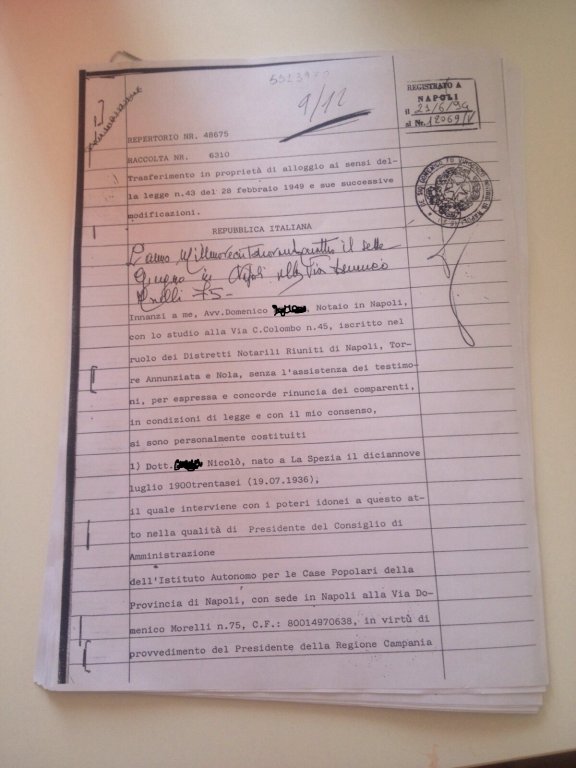 9/12
REGISTRATO A
NAPOLI
il 21/6/94
al Nr. 12069/V
REPERTORIO NR. 48675
RACCOLTA NR. 6310
Trasferimento in proprietà di alloggio ai sensi del-
la legge n.43 del 28 febbraio 1949 e sue successive
modificazioni.
REPUBBLICA ITALIANA
L'anno Millenovecentonovantaquattro il sette
Giugno in Napoli alla Via Domenico
Morelli 75-
Innanzi a me, Avv.Domenico Notaio in Napoli,
con lo studio alla Via C.Colombo n.45, iscritto nel
ruolo dei Distretti Notarili Riuniti di Napoli, Tor-
re Annunziata e Nola, senza l'assistenza dei testimo-
ni, per espressa e concorde rinuncia dei comparenti,
in condizioni di legge e con il mio consenso,
si sono personalmente costituiti
1) Dott. Nicolò, nato a La Spezia il diciannove
luglio 1900trentasei (19.07.1936),
il quale interviene con i poteri idonei a questo at-
to nella qualità di Presidente del Consiglio di
Amministrazione
dell'Istituto Autonomo per le Case Popolari della
Provincia di Napoli, con sede in Napoli alla Via Do-
menico Morelli n.75, C.F.: 80014970638, in virtù di
provvedimento del Presidente della Regione Campania